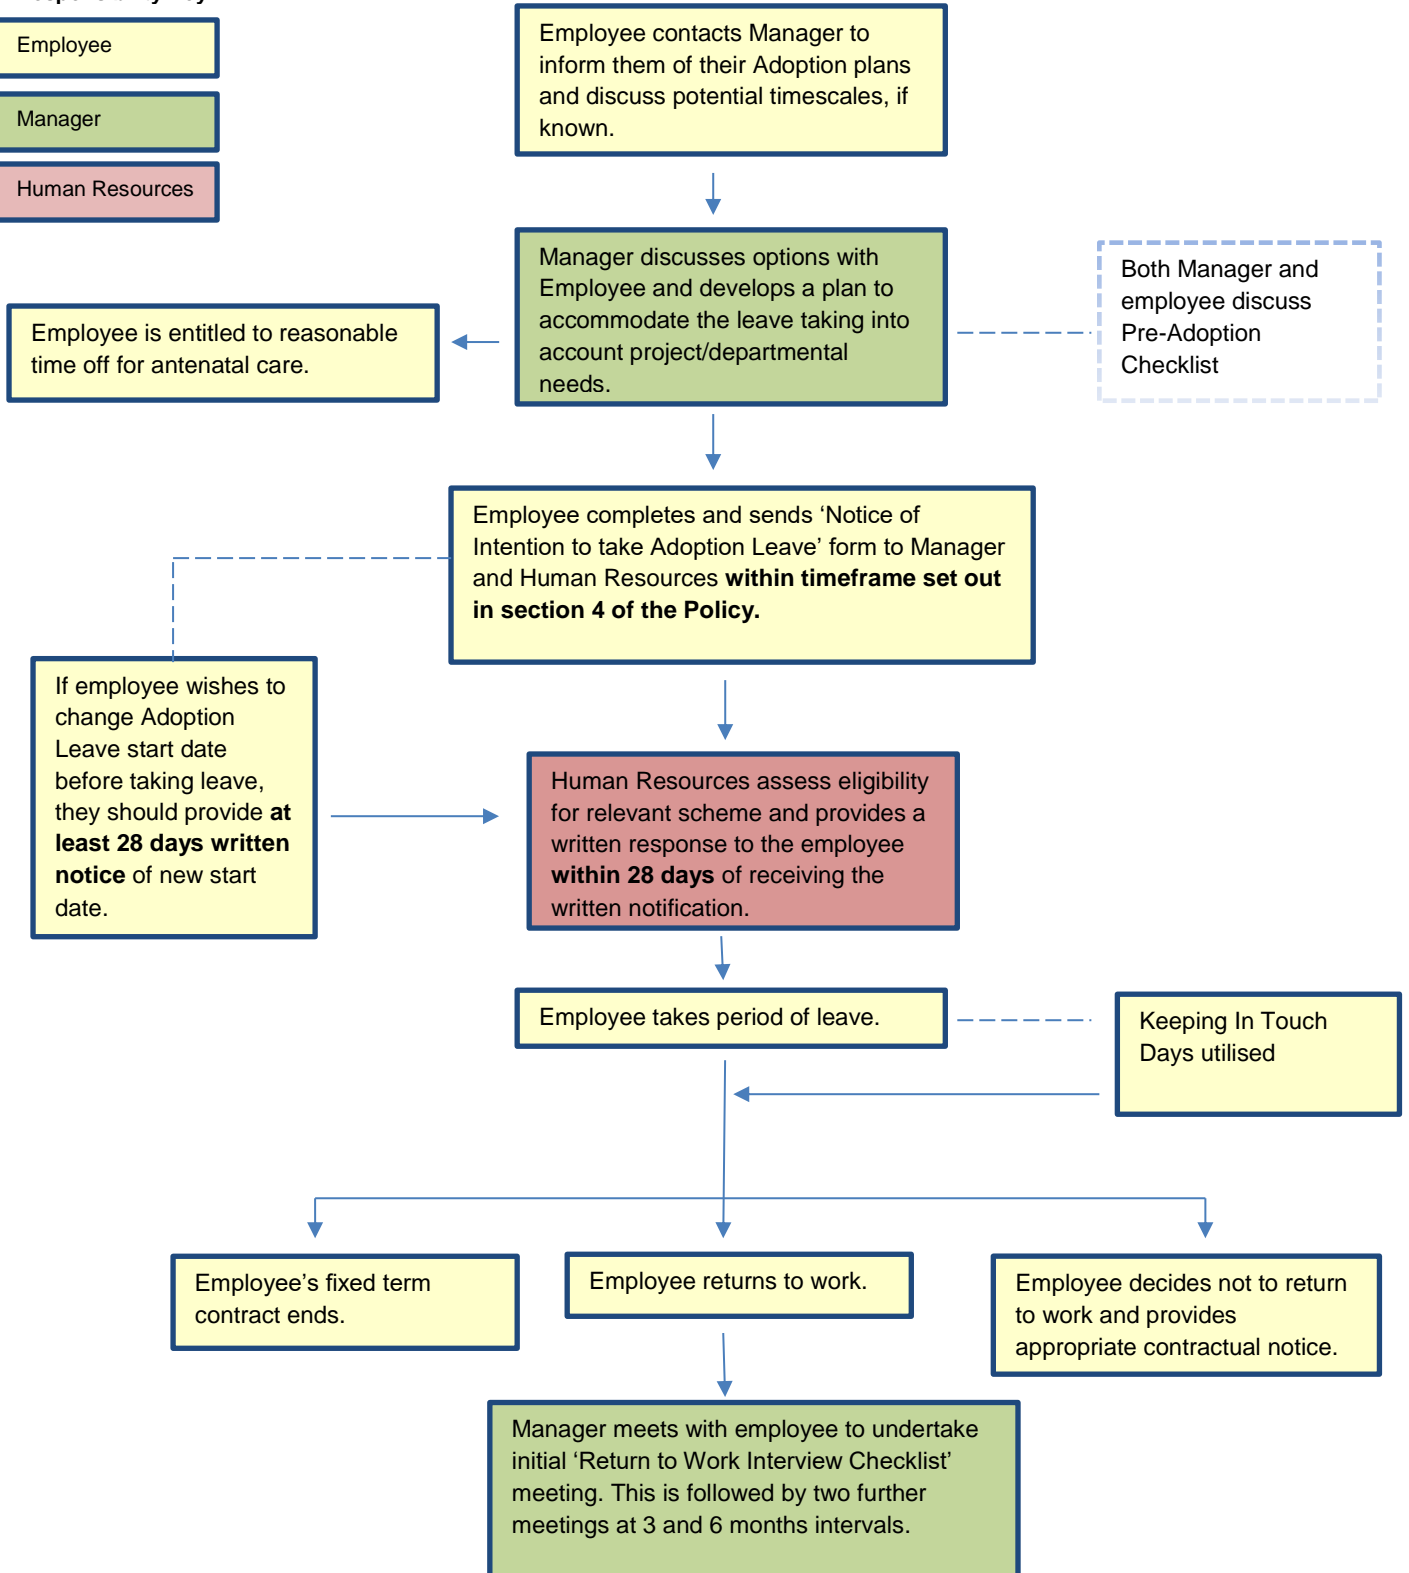 Employee
Manager
Human Resources
Employee contacts Manager to
inform them of their Adoption plans
and discuss potential timescales, if
known.
Manager discusses options with
Employee and develops a plan to
accommodate the leave taking into
account project/departmental
needs.
Both Manager and
employee discuss
Pre-Adoption
Checklist
Employee is entitled to reasonable
time off for antenatal care.
Employee completes and sends ‘Notice of
Intention to take Adoption Leave’ form to Manager
and Human Resources within timeframe set out
in section 4 of the Policy.
If employee wishes to
change Adoption
Leave start date
before taking leave,
they should provide at
least 28 days written
notice of new start
date.
Human Resources assess eligibility
for relevant scheme and provides a
written response to the employee
within 28 days of receiving the
written notification.
Employee takes period of leave.
Keeping In Touch
Days utilised
Employee’s fixed term
contract ends.
Employee returns to work.
Employee decides not to return
to work and provides
appropriate contractual notice.
Manager meets with employee to undertake
initial ‘Return to Work Interview Checklist’
meeting. This is followed by two further
meetings at 3 and 6 months intervals.